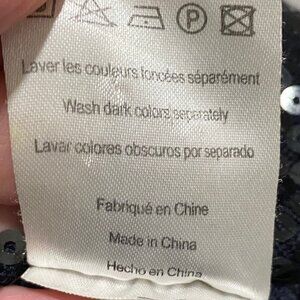 Laver les couleurs foncées séparément
Wash dark colors separately
Lavar colores obscuros por separado
Fabriqué en Chine
Made in China
Hecho en China